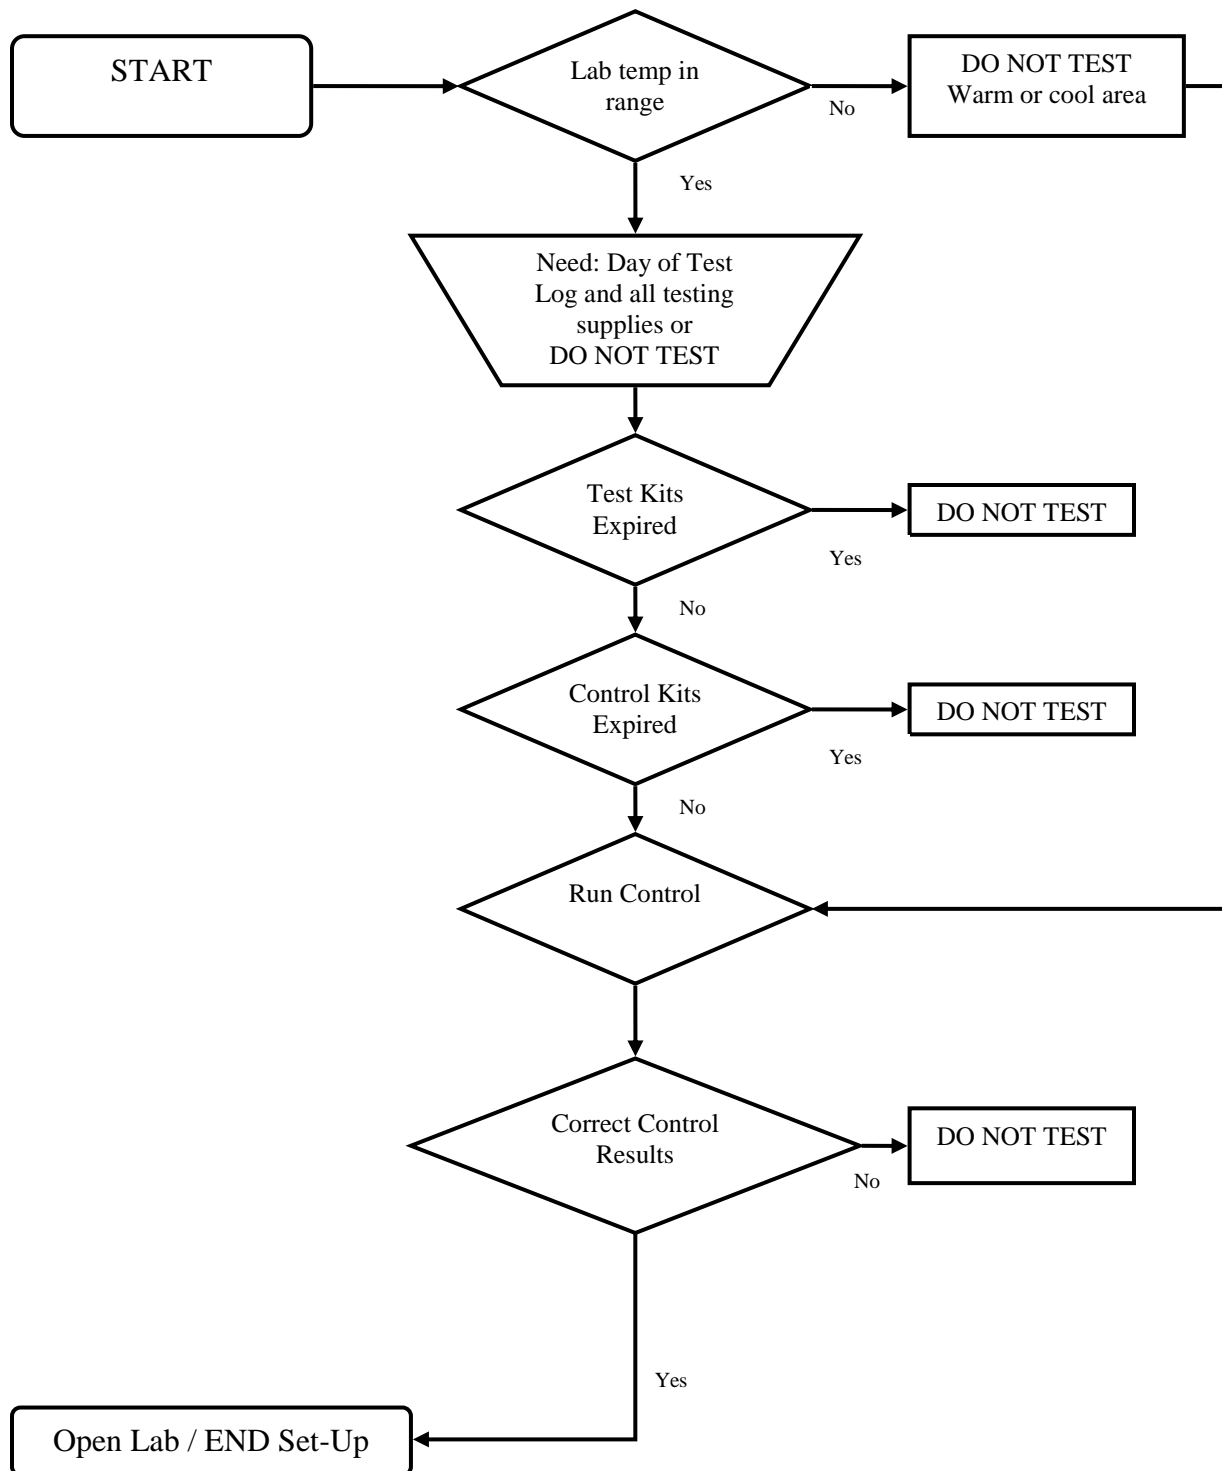 START
Lab temp in
range
No
DO NOT TEST
Warm or cool area
Yes
Need: Day of Test
Log and all testing
supplies or
DO NOT TEST
Test Kits
Expired
Yes
DO NOT TEST
No
Control Kits
Expired
Yes
DO NOT TEST
No
Run Control
Correct Control
Results
No
DO NOT TEST
Yes
Open Lab / END Set-Up